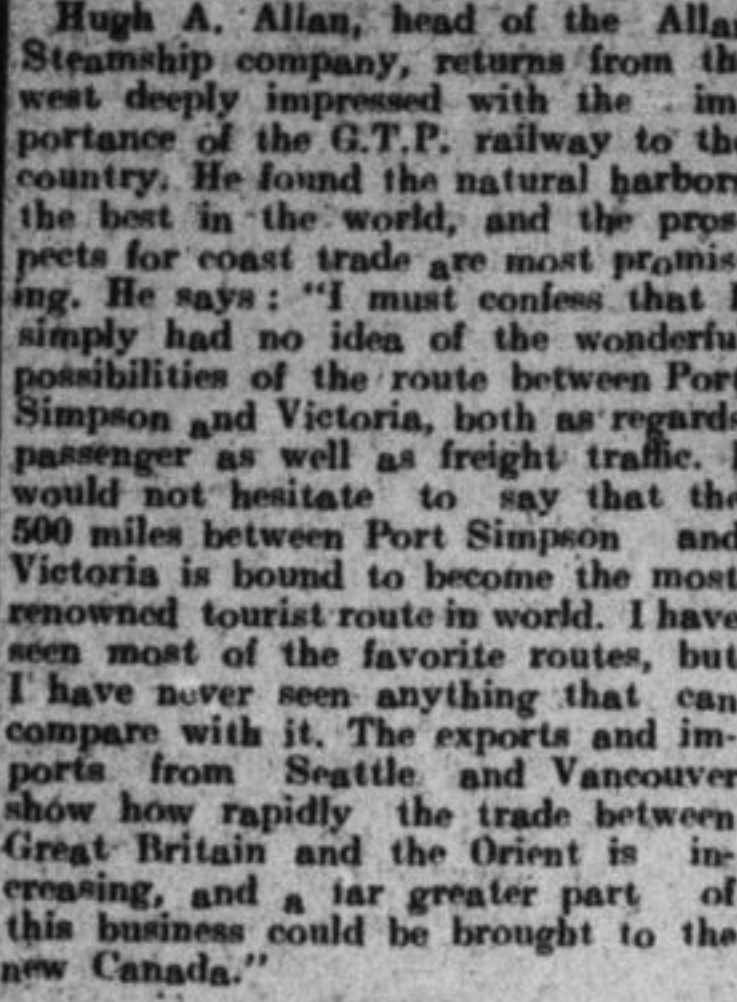 Hugh A. Allan, head of the Alla
Steamship company, returns from th
west deeply impressed with the im
portance of the G.T.P. railway to the
country. He found the natural harbor
the best in the world, and the pros
pects for coast trade are most promis
ing. He says: "I must confess that I
simply had no idea of the wonderfu
possibilities of the route between Port
Simpson and Victoria, both as regards
passenger as well as freight traffic. I
would not hesitate to say that the
500 miles between Port Simpson and
Victoria is bound to become the most
renowned tourist route in world. I have
seen most of the favorite routes, but
I have never seen anything that can
compare with it. The exports and im-
ports from Seattle and Vancouver
show how rapidly the trade between
Great Britain and the Orient is in-
creasing, and a far greater part of
this business could be brought to the
new Canada."